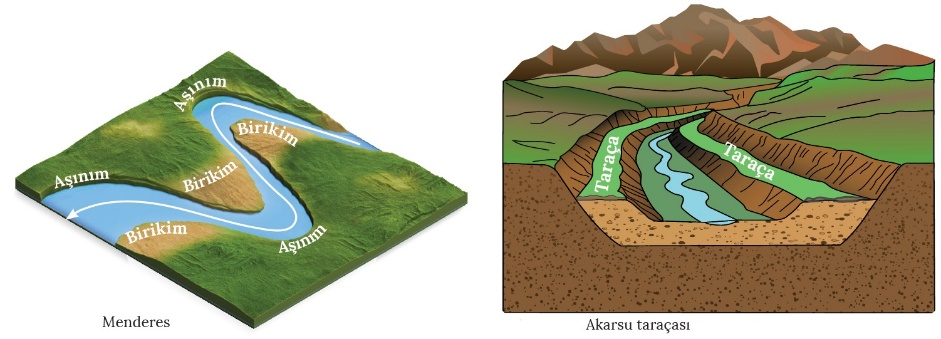 Aşınım
Birikim
Birikim
Aşınım
Birikim
Aşınım
Menderes
Taraça
Taraça
Akarsu taraçası